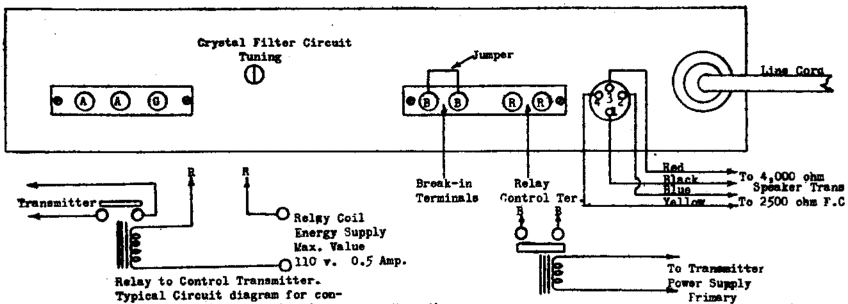 Crystal Filter Circuit
Tuning
Jumper
Line Cord
A A G
B B R R
4 3 2
1
R R
Break-in
Terminals
Relay
Control Ter.
Red
Black
Blue
Yellow
To 4,000 ohm
Speaker Trans
To 2500 ohm F.C
Transmitter
B B
Relay Coil
Energy Supply
Max. Value
110 v. 0.5 Amp.
Relay to Control Transmitter.
Typical Circuit diagram for con-
To Transmitter
Power Supply
Primary